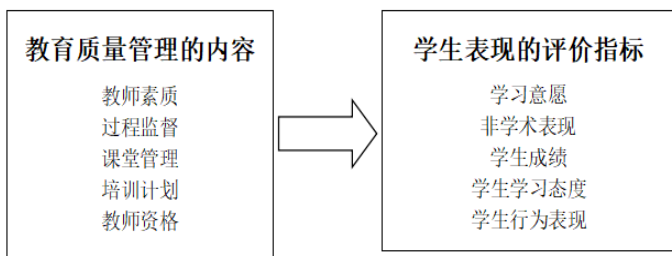 教育质量管理的内容
教师素质
过程监督
课堂管理
培训计划
教师资格
学生表现的评价指标
学习意愿
非学术表现
学生成绩
学生学习态度
学生行为表现